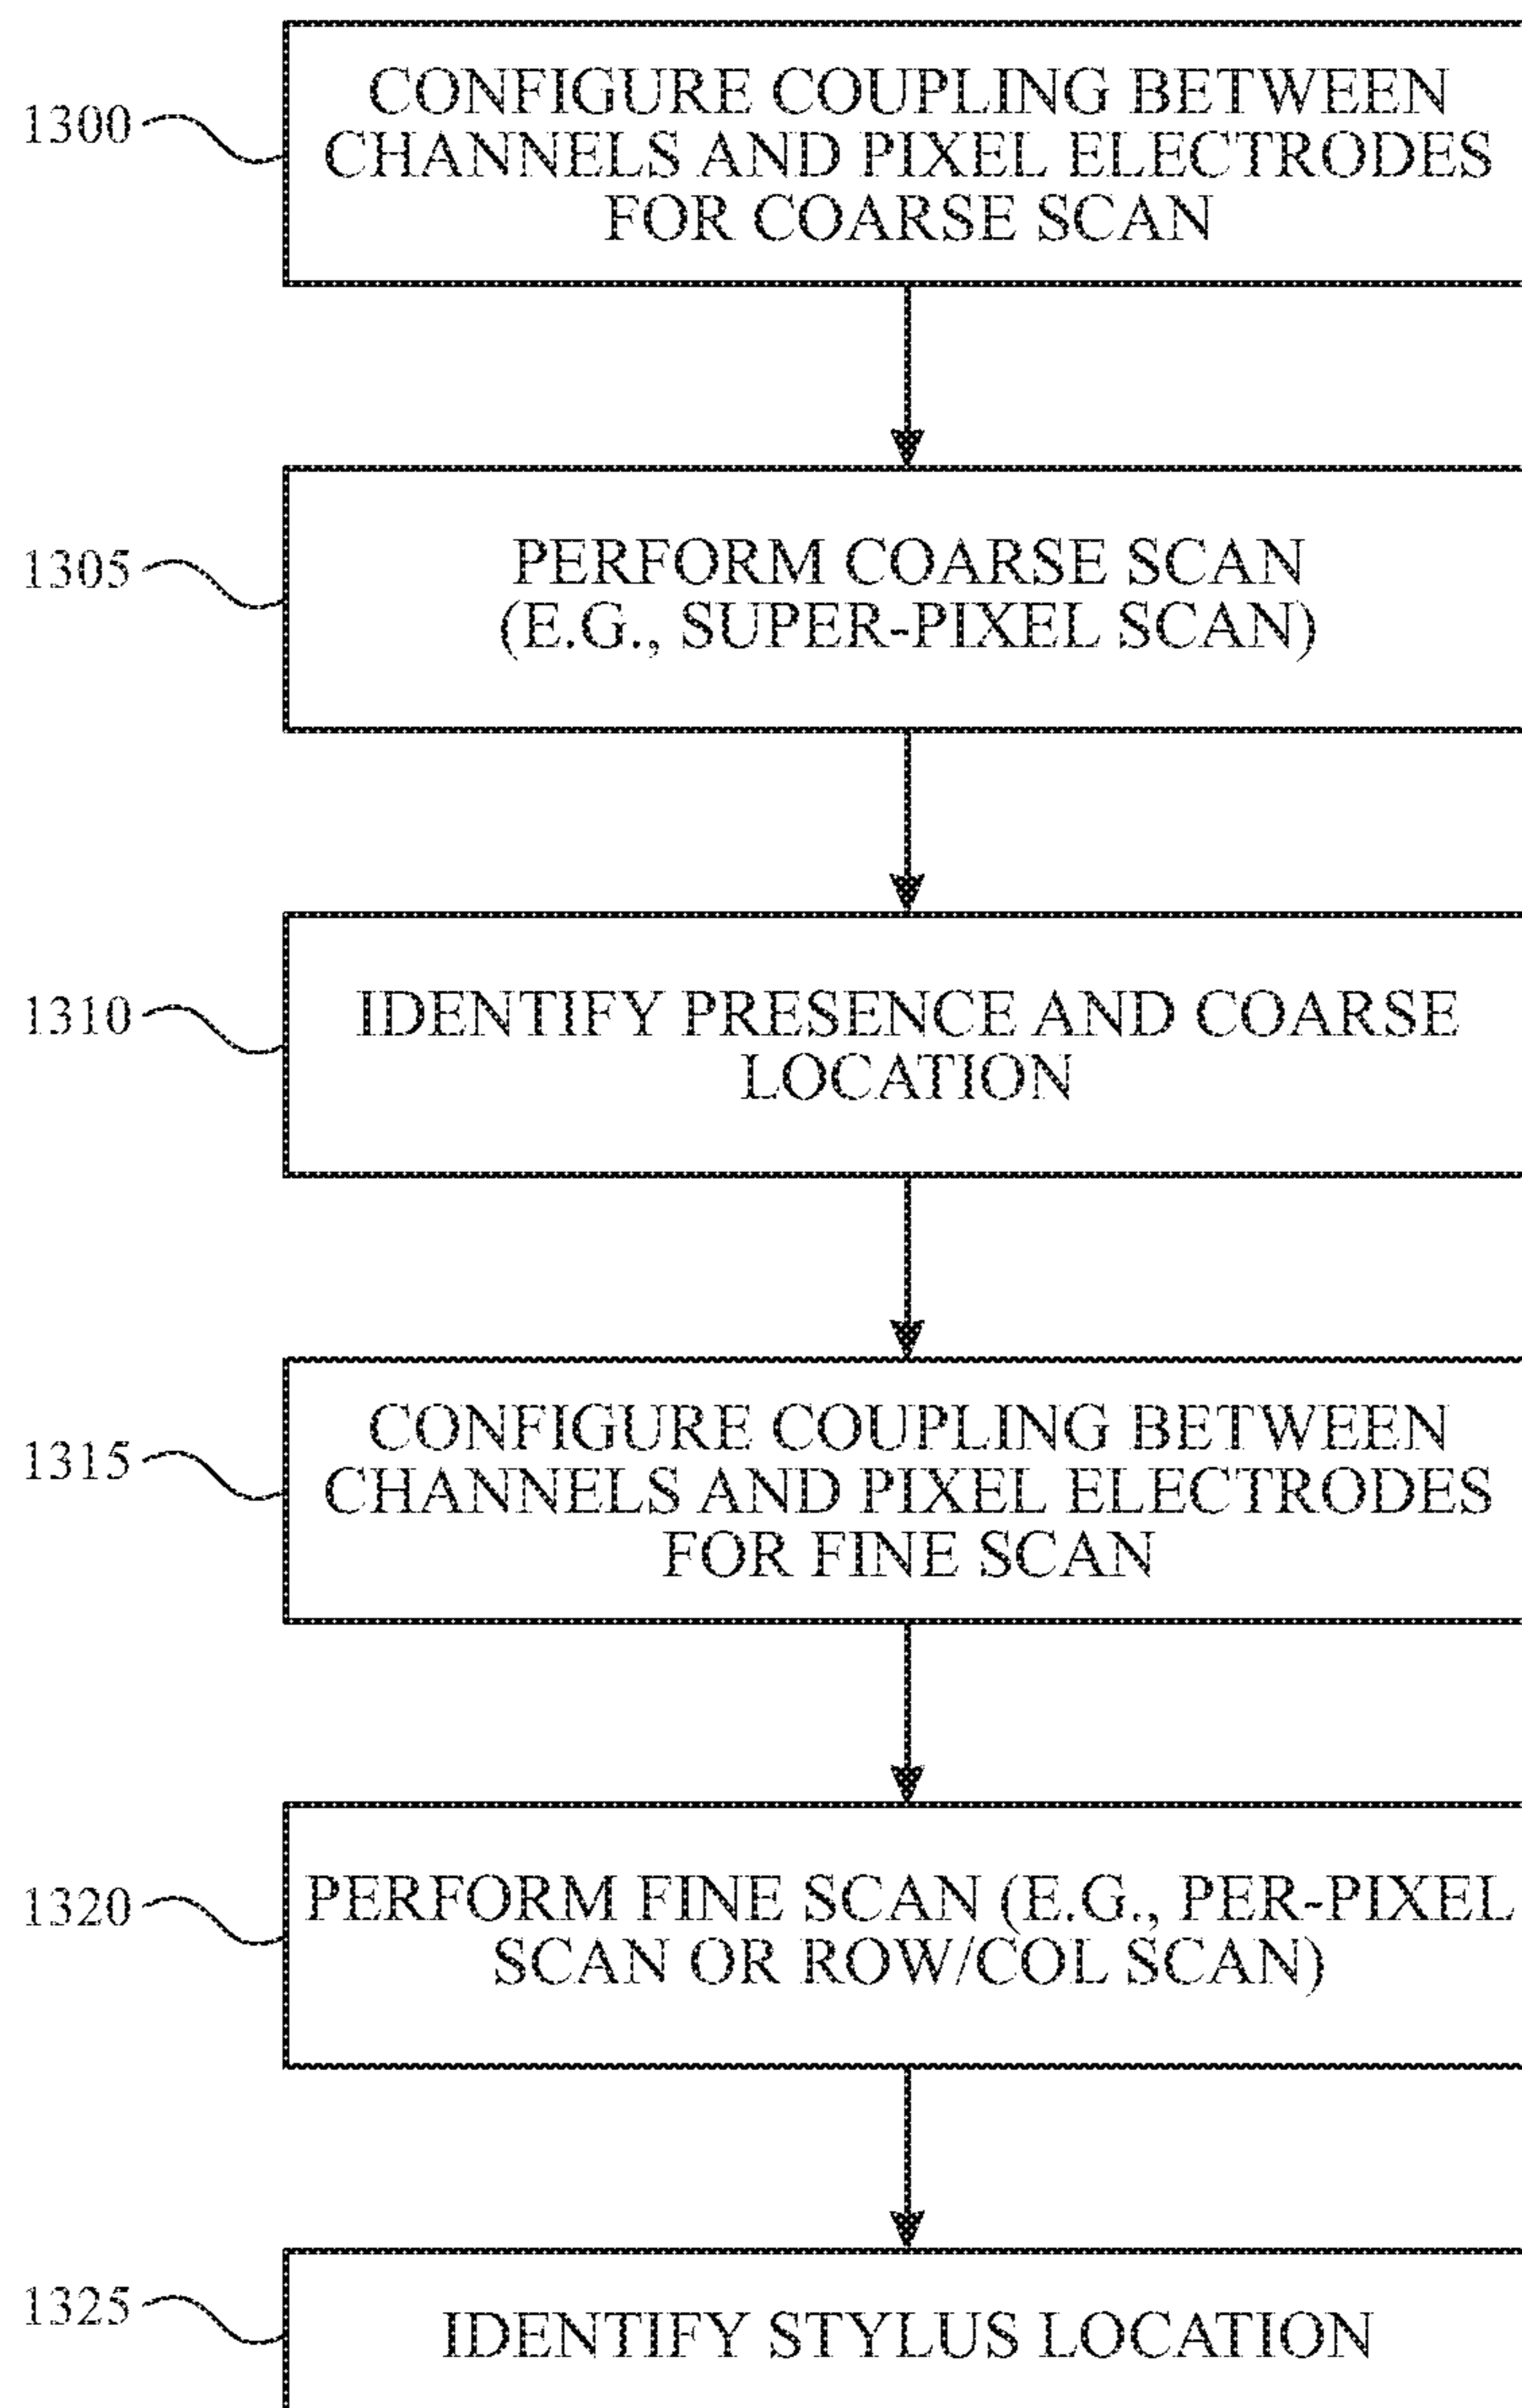 1300
CONFIGURE COUPLING BETWEEN
CHANNELS AND PIXEL ELECTRODES
FOR COARSE SCAN
1305
PERFORM COARSE SCAN
(E.G., SUPER-PIXEL SCAN)
1310
IDENTIFY PRESENCE AND COARSE
LOCATION
1315
CONFIGURE COUPLING BETWEEN
CHANNELS AND PIXEL ELECTRODES
FOR FINE SCAN
1320
PERFORM FINE SCAN (E.G., PER-PIXEL
SCAN OR ROW/COL SCAN)
1325
IDENTIFY STYLUS LOCATION